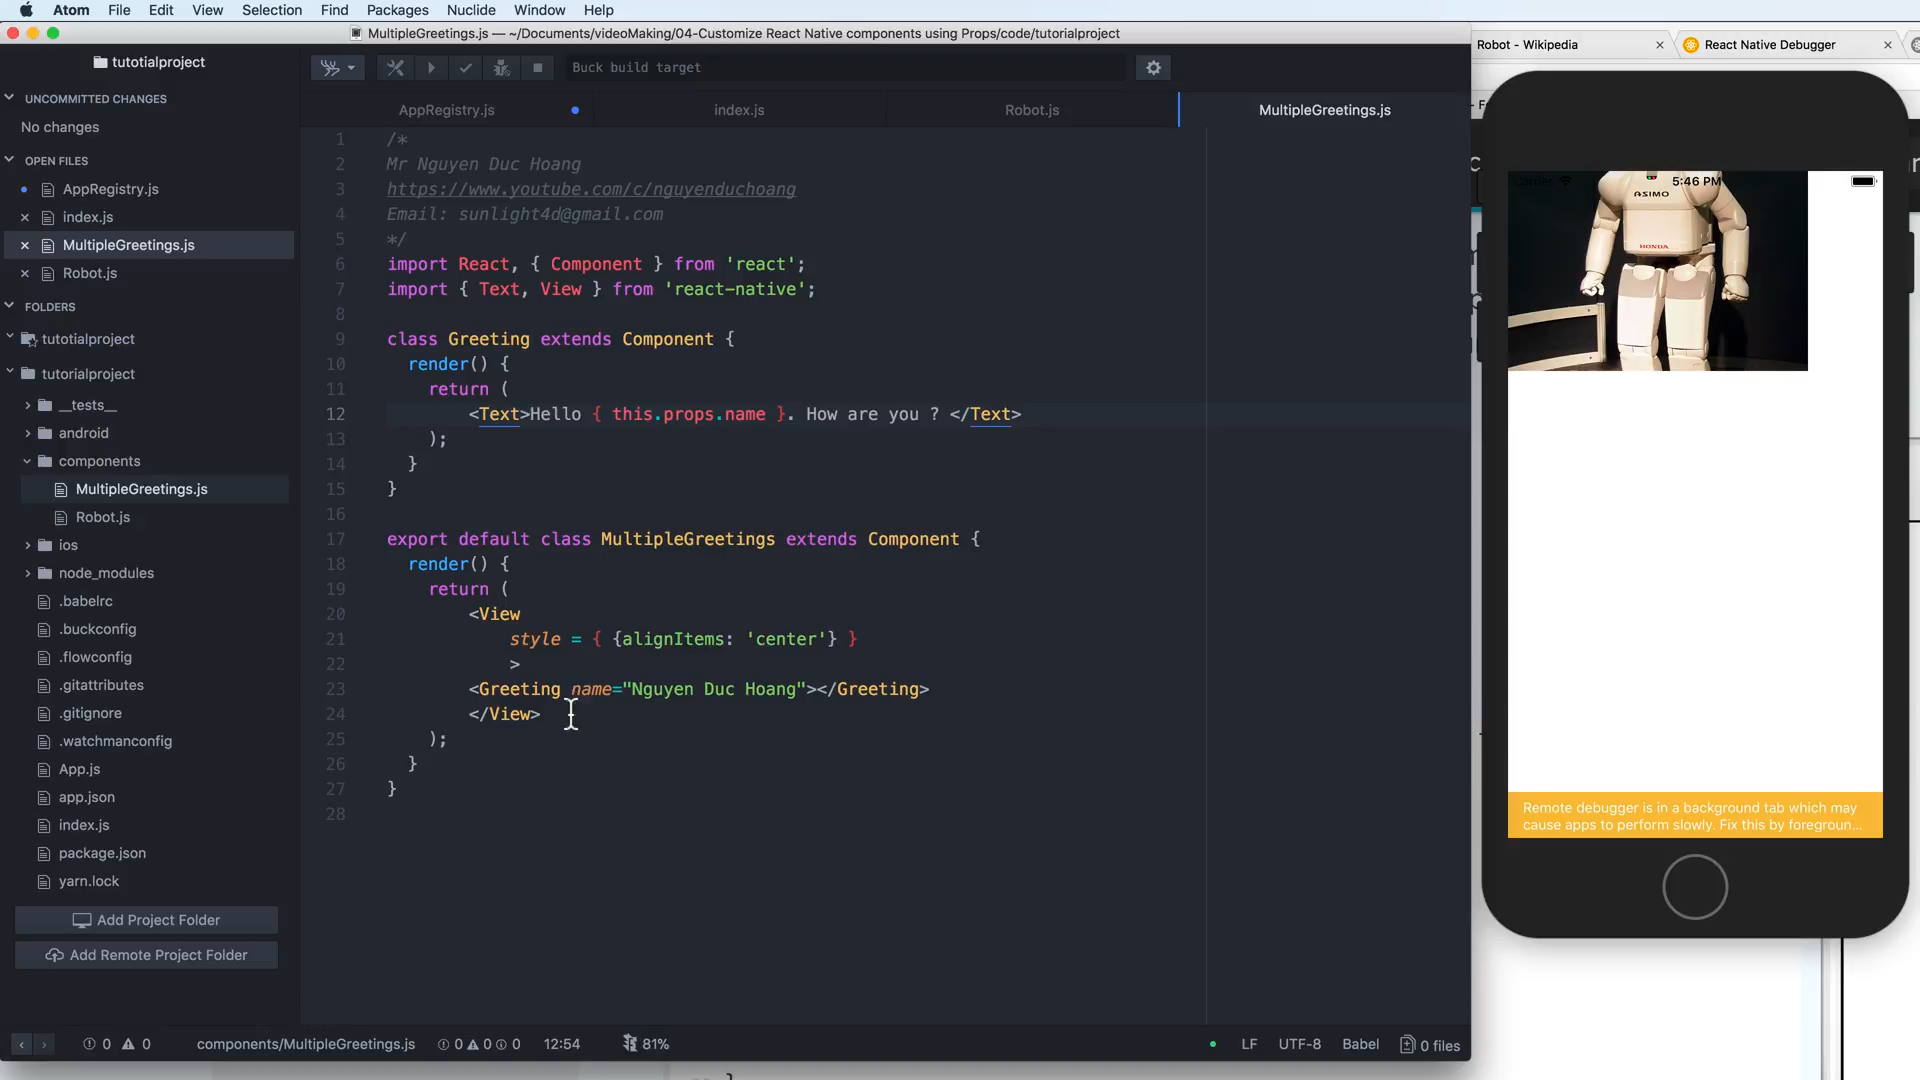 Atom File Edit View Selection Find Packages Nuclide Window Help
MultipleGreetings.js — ~/Documents/videoMaking/04-Customize React Native components using Props/code/tutorialproject
Robot - Wikipedia × React Native Debugger ×
tutotialproject
Buck build target
UNCOMMITTED CHANGES
No changes
OPEN FILES
AppRegistry.js
index.js
MultipleGreetings.js
Robot.js
FOLDERS
tutotialproject
tutorialproject
__tests__
android
components
MultipleGreetings.js
Robot.js
ios
node_modules
.babelrc
.buckconfig
.flowconfig
.gitattributes
.gitignore
.watchmanconfig
App.js
app.json
index.js
package.json
yarn.lock
Add Project Folder
Add Remote Project Folder
AppRegistry.js index.js Robot.js MultipleGreetings.js
1 /*
2 Mr Nguyen Duc Hoang
3 https://www.youtube.com/c/nguyenduchoang
4 Email: sunlight4d@gmail.com
5 */
6 import React, { Component } from 'react';
7 import { Text, View } from 'react-native';
8
9 class Greeting extends Component {
10 render() {
11 return (
12 <Text>Hello { this.props.name }. How are you ? </Text>
13 );
14 }
15 }
16
17 export default class MultipleGreetings extends Component {
18 render() {
19 return (
20 <View
21 style = { {alignItems: 'center'} }
22 >
23 <Greeting name="Nguyen Duc Hoang"></Greeting>
24 </View>
25 );
26 }
27 }
28
5:46 PM
ASIMO
HONDA
Remote debugger is in a background tab which may
cause apps to perform slowly. Fix this by foregroun...
0 0 components/MultipleGreetings.js 0 0 0 12:54 81% LF UTF-8 Babel 0 files